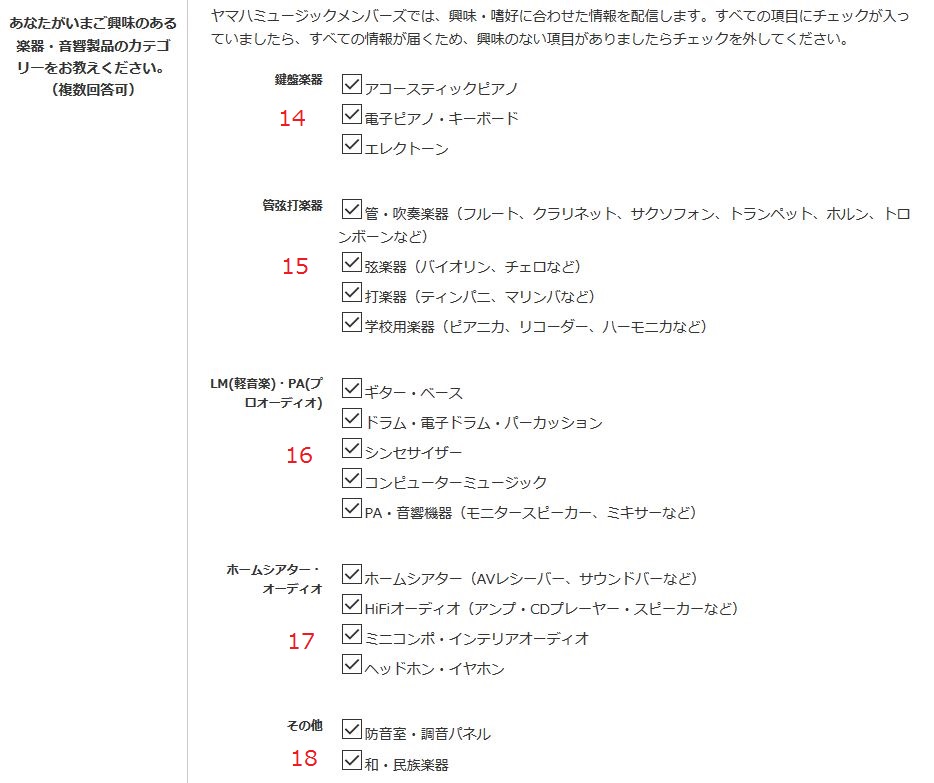 あなたがいまご興味のある
楽器・音響製品のカテゴ
リーをお教えください。
（複数回答可）
ヤマハミュージックメンバーズでは、興味・嗜好に合わせた情報を配信します。すべての項目にチェックが入っ
ていましたら、すべての情報が届くため、興味のない項目がありましたらチェックを外してください。
鍵盤楽器
14
アコースティックピアノ
電子ピアノ・キーボード
エレクトーン
管弦打楽器
15
管・吹奏楽器（フルート、クラリネット、サクソフォン、トランペット、ホルン、トロ
ンボーンなど）
弦楽器（バイオリン、チェロなど）
打楽器（ティンパニ、マリンバなど）
学校用楽器（ピアニカ、リコーダー、ハーモニカなど）
LM(軽音楽)・PA(プ
ロオーディオ)
16
ギター・ベース
ドラム・電子ドラム・パーカッション
シンセサイザー
コンピューターミュージック
PA・音響機器（モニタースピーカー、ミキサーなど）
ホームシアター・
オーディオ
17
ホームシアター（AVレシーバー、サウンドバーなど）
HiFiオーディオ（アンプ・CDプレーヤー・スピーカーなど）
ミニコンポ・インテリアオーディオ
ヘッドホン・イヤホン
その他
18
防音室・調音パネル
和・民族楽器